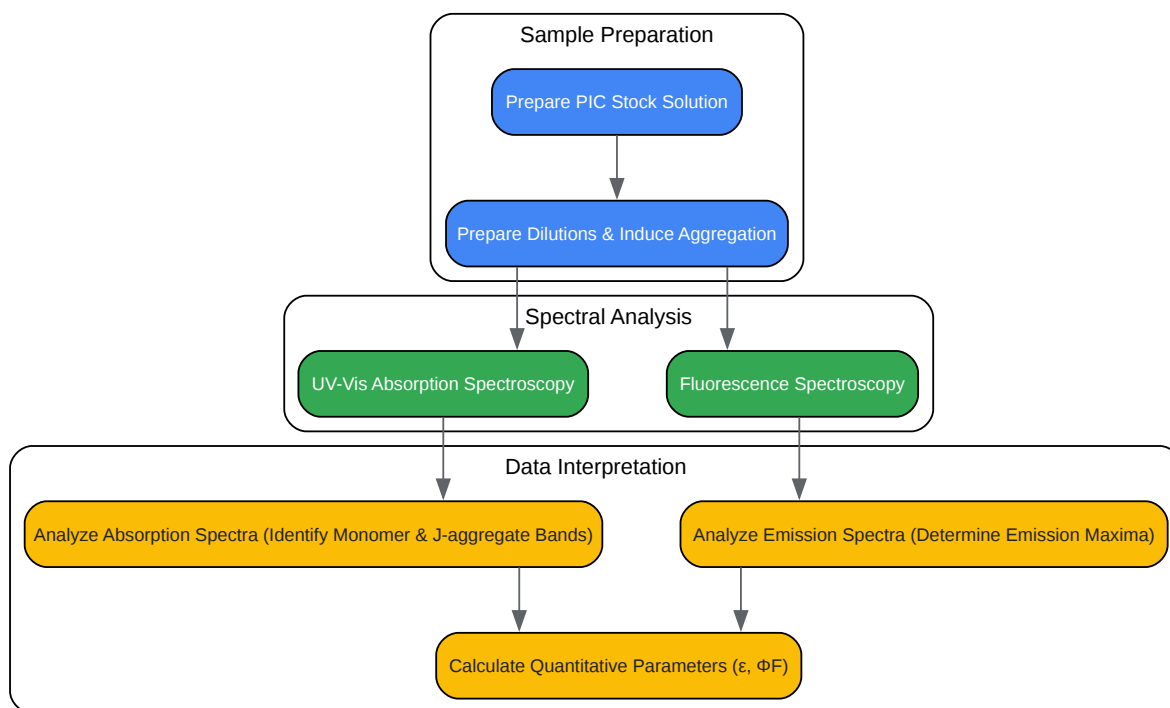 Sample Preparation
Prepare PIC Stock Solution
Prepare Dilutions & Induce Aggregation
Spectral Analysis
UV-Vis Absorption Spectroscopy
Fluorescence Spectroscopy
Data Interpretation
Analyze Absorption Spectra (Identify Monomer & J-aggregate Bands)
Analyze Emission Spectra (Determine Emission Maxima)
Calculate Quantitative Parameters (ε, ΦF)